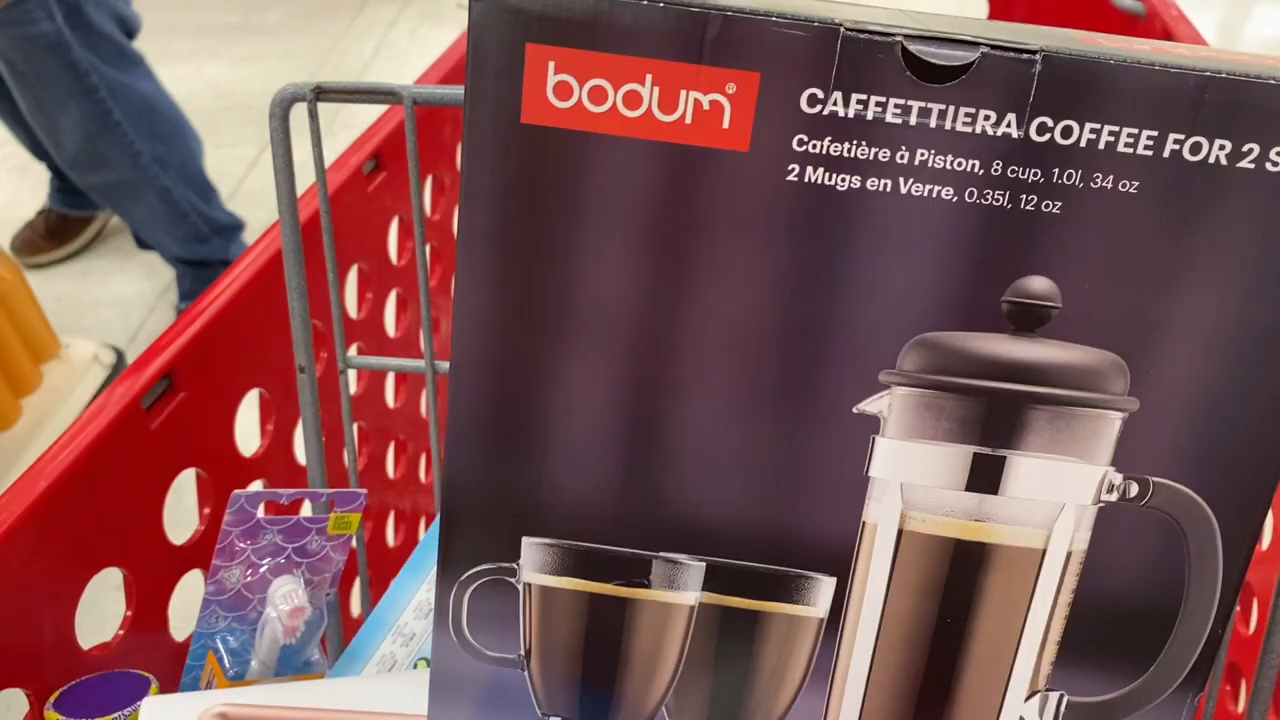 bodum®
CAFFETTIERA COFFEE FOR 2 S
Cafetière à Piston, 8 cup, 1.0l, 34 oz
2 Mugs en Verre, 0.35l, 12 oz